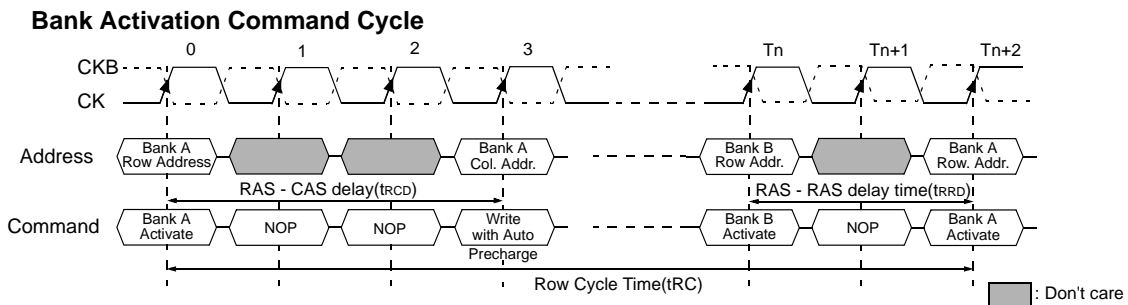 Bank Activation Command Cycle
0 1 2 3 Tn Tn+1 Tn+2
CKB
CK
Address
Bank A
Row Address
Bank A
Col. Addr.
Bank B
Row Addr.
Bank A
Row. Addr.
RAS - CAS delay(tRCD)
RAS - RAS delay time(tRRD)
Command
Bank A
Activate
NOP
NOP
Write
with Auto
Precharge
Bank B
Activate
NOP
Bank A
Activate
Row Cycle Time(tRC)
: Don't care